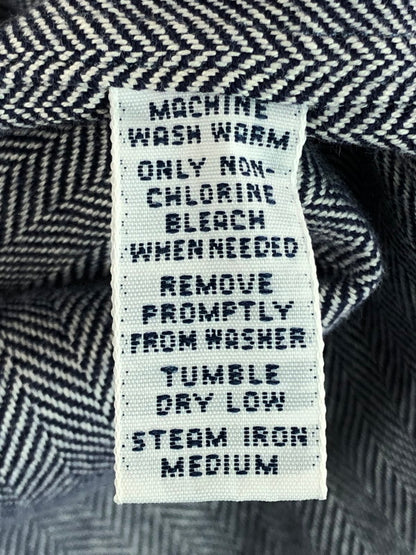 MACHINE
WASH WARM
ONLY NON-
CHLORINE
BLEACH
WHEN NEEDED
REMOVE
PROMPTLY
FROM WASHER
TUMBLE
DRY LOW
STEAM IRON
MEDIUM